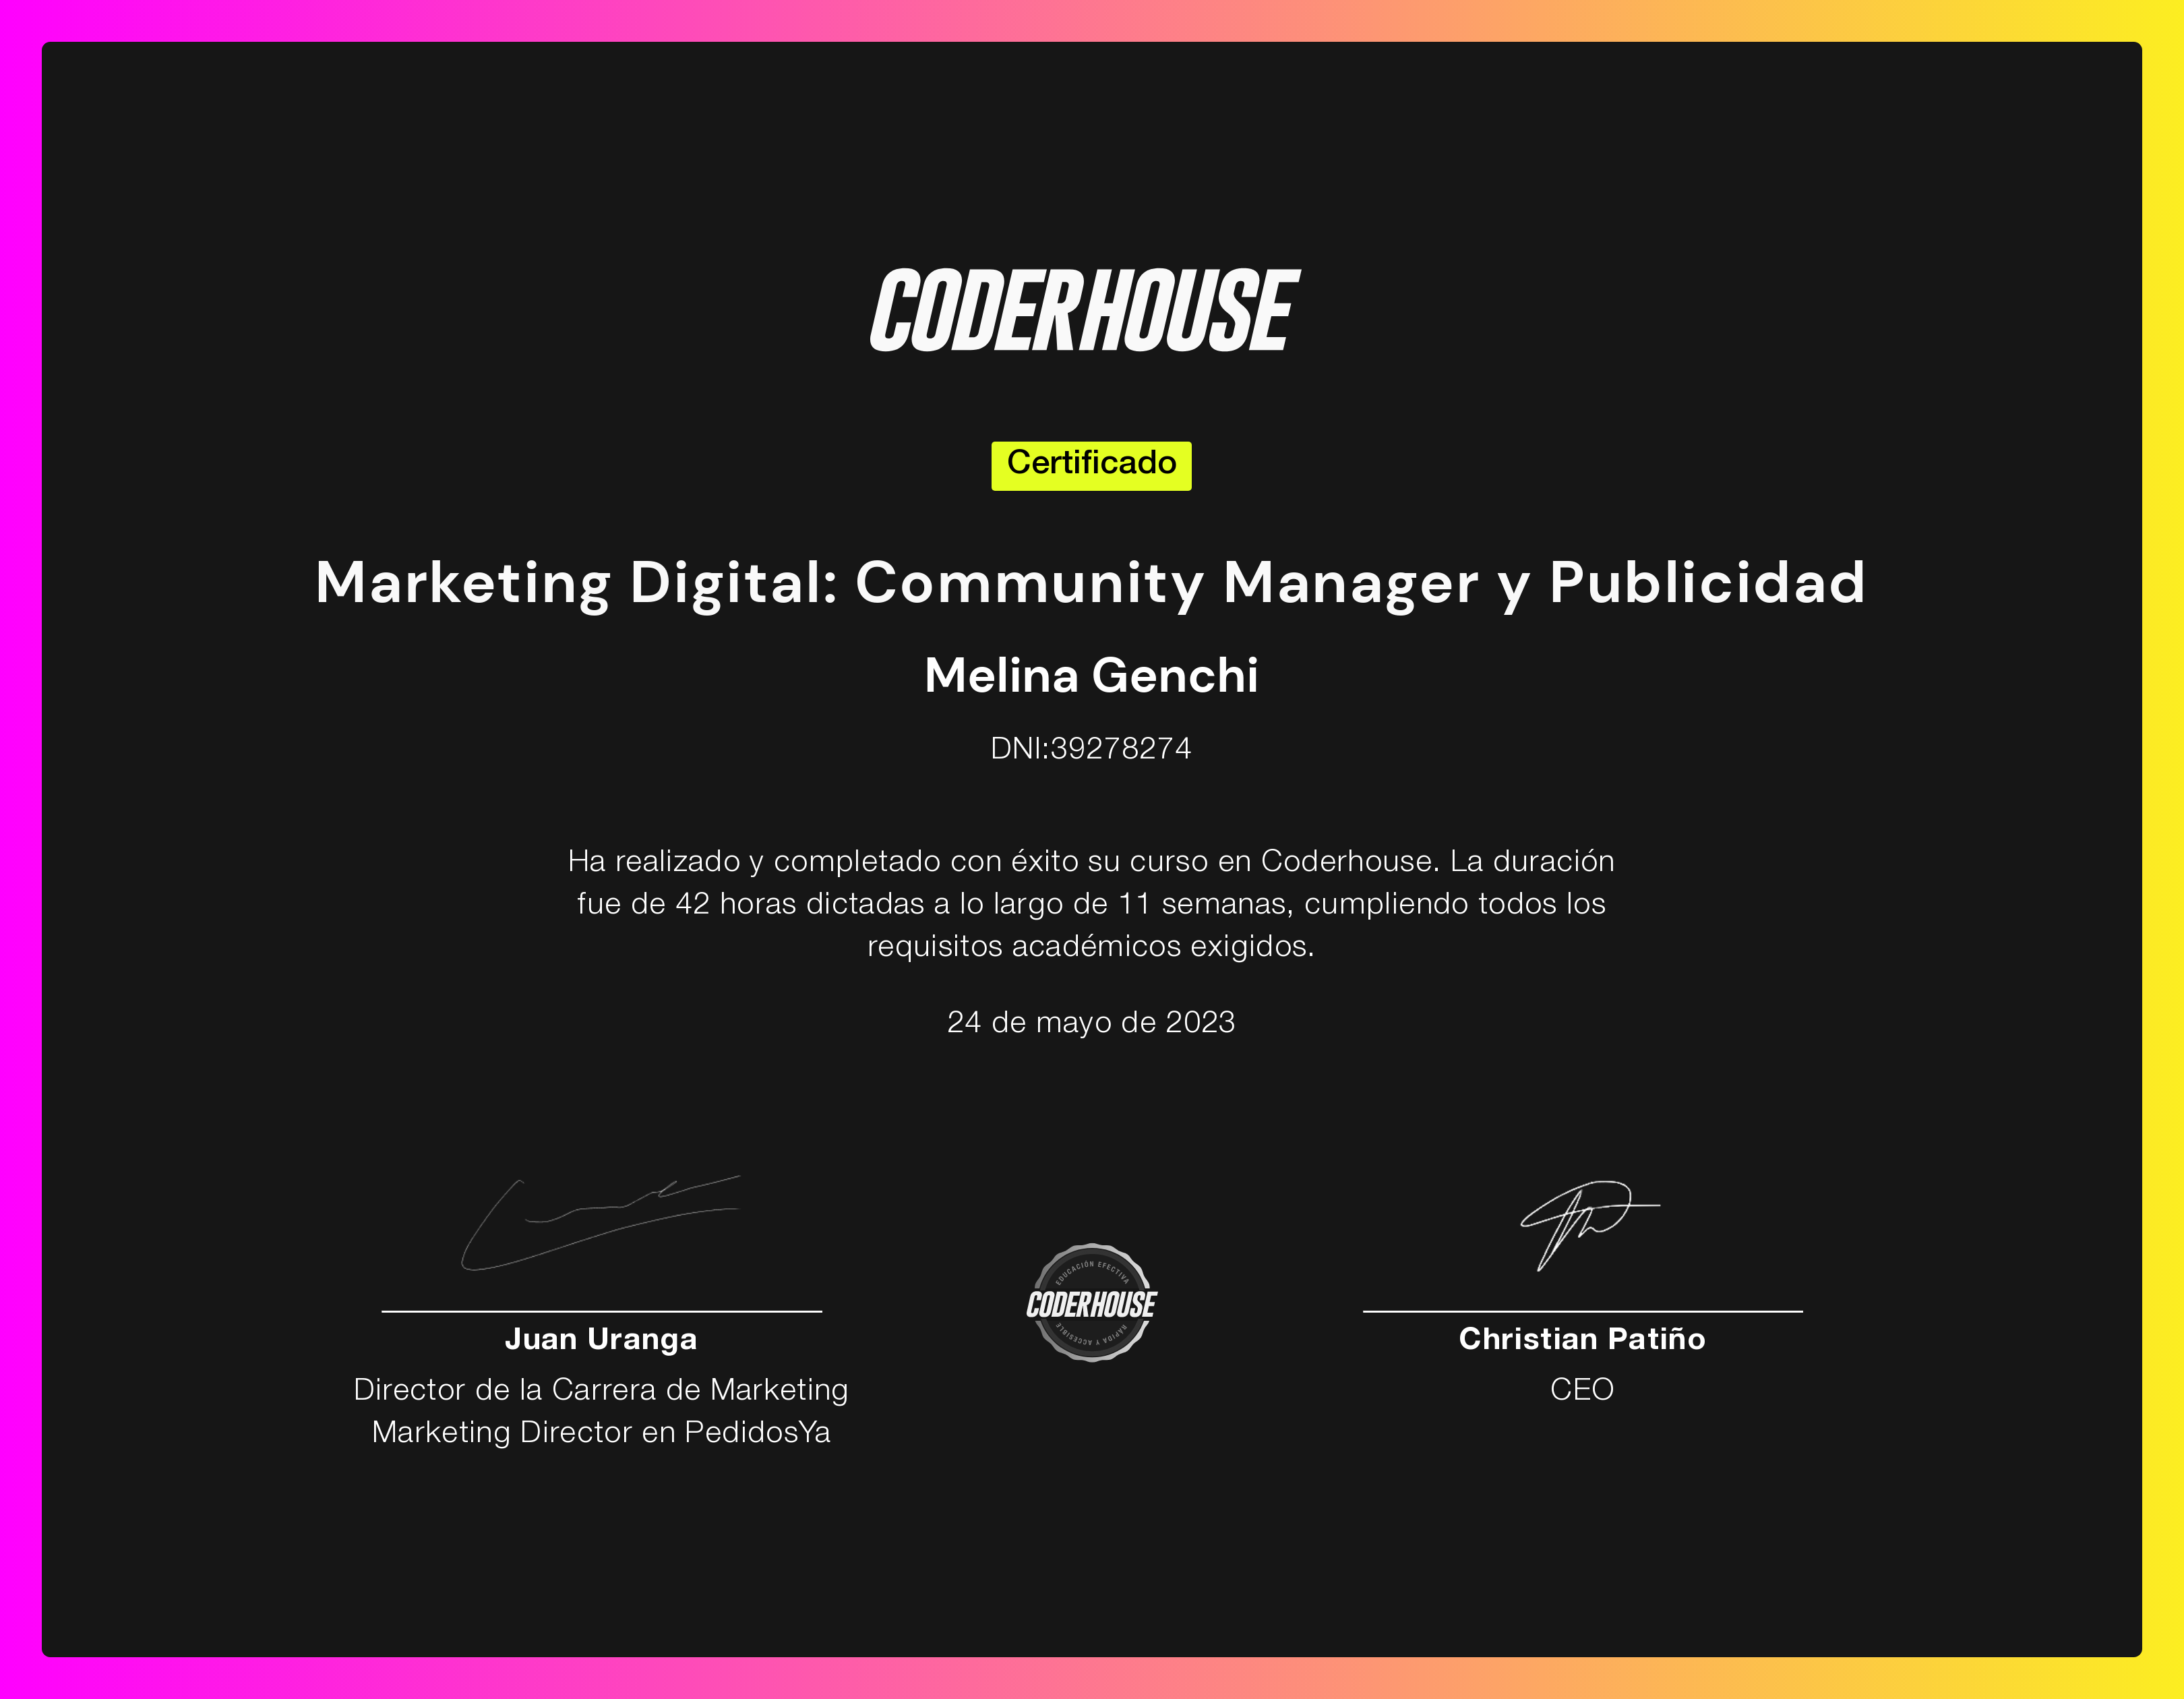 CODERHOUSE
Certificado
Marketing Digital: Community Manager y Publicidad
Melina Genchi
DNI:39278274
Ha realizado y completado con éxito su curso en Coderhouse. La duración
fue de 42 horas dictadas a lo largo de 11 semanas, cumpliendo todos los
requisitos académicos exigidos.
24 de mayo de 2023
Juan Uranga
Director de la Carrera de Marketing
Marketing Director en PedidosYa
EDUCACIÓN EFECTIVA
CODERHOUSE
RÁPIDA Y ACCESIBLE
Christian Patiño
CEO